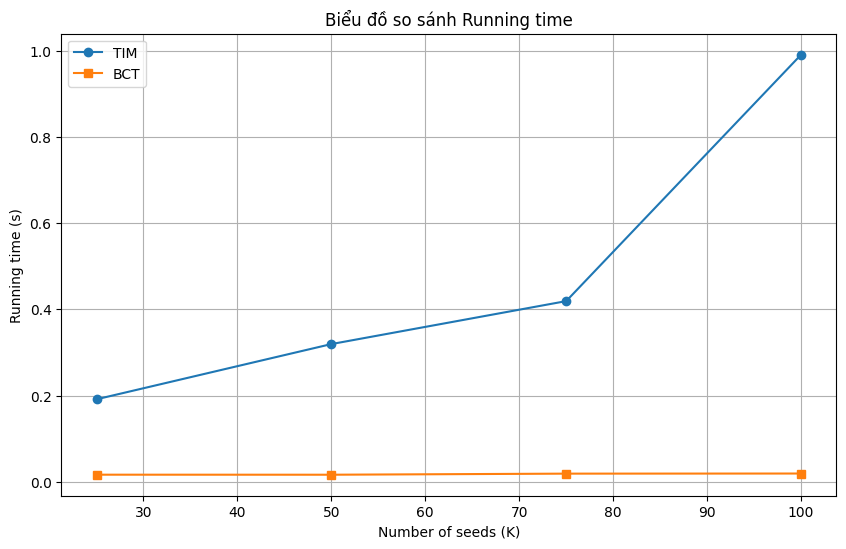 Biểu đồ so sánh Running time
TIM
BCT
1.0
0.8
0.6
0.4
0.2
0.0
Running time (s)
30 40 50 60 70 80 90 100
Number of seeds (K)